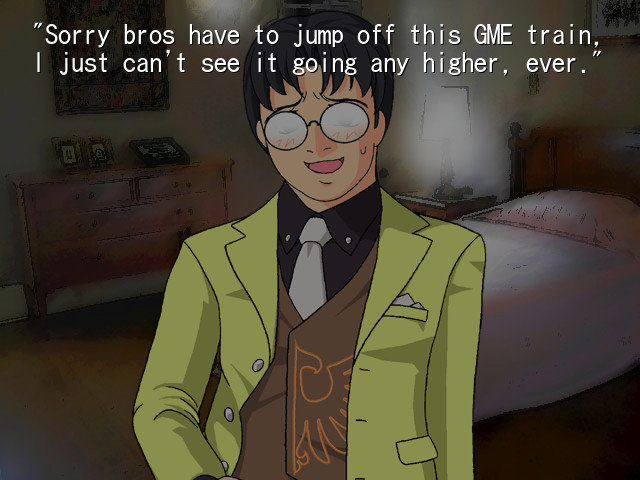 "Sorry bros have to jump off this GME train,
I just can't see it going any higher, ever."